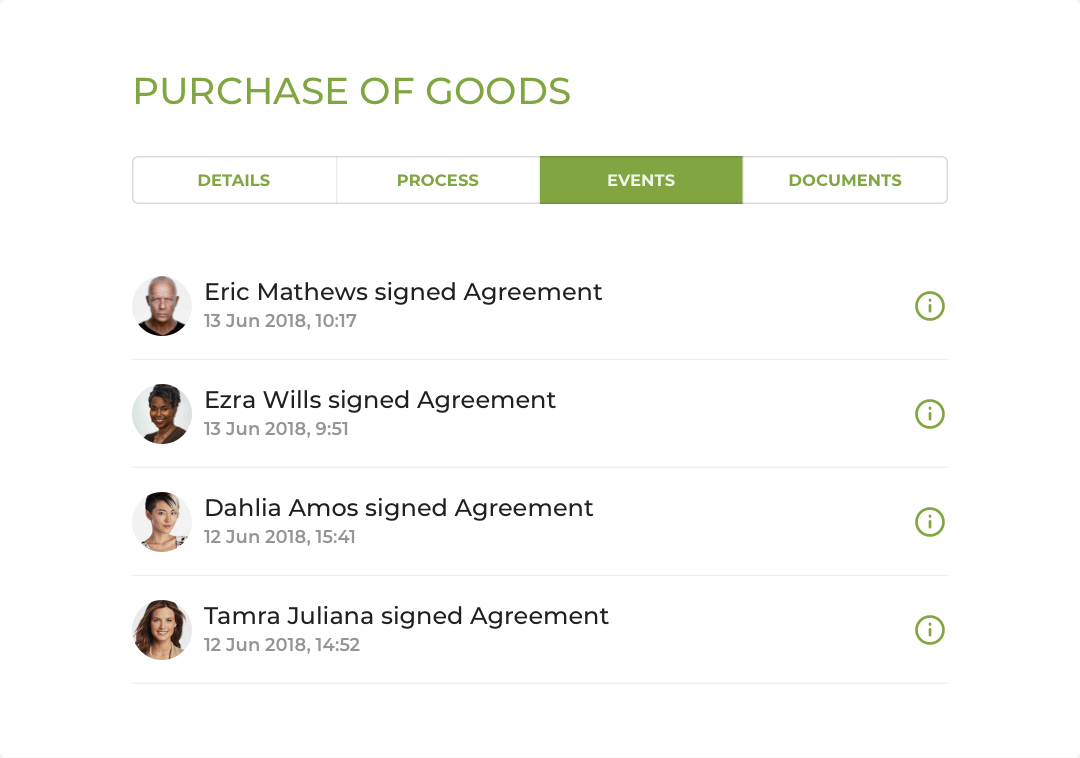 PURCHASE OF GOODS
DETAILS PROCESS EVENTS DOCUMENTS
Eric Mathews signed Agreement
13 Jun 2018, 10:17
Ezra Wills signed Agreement
13 Jun 2018, 9:51
Dahlia Amos signed Agreement
12 Jun 2018, 15:41
Tamra Juliana signed Agreement
12 Jun 2018, 14:52